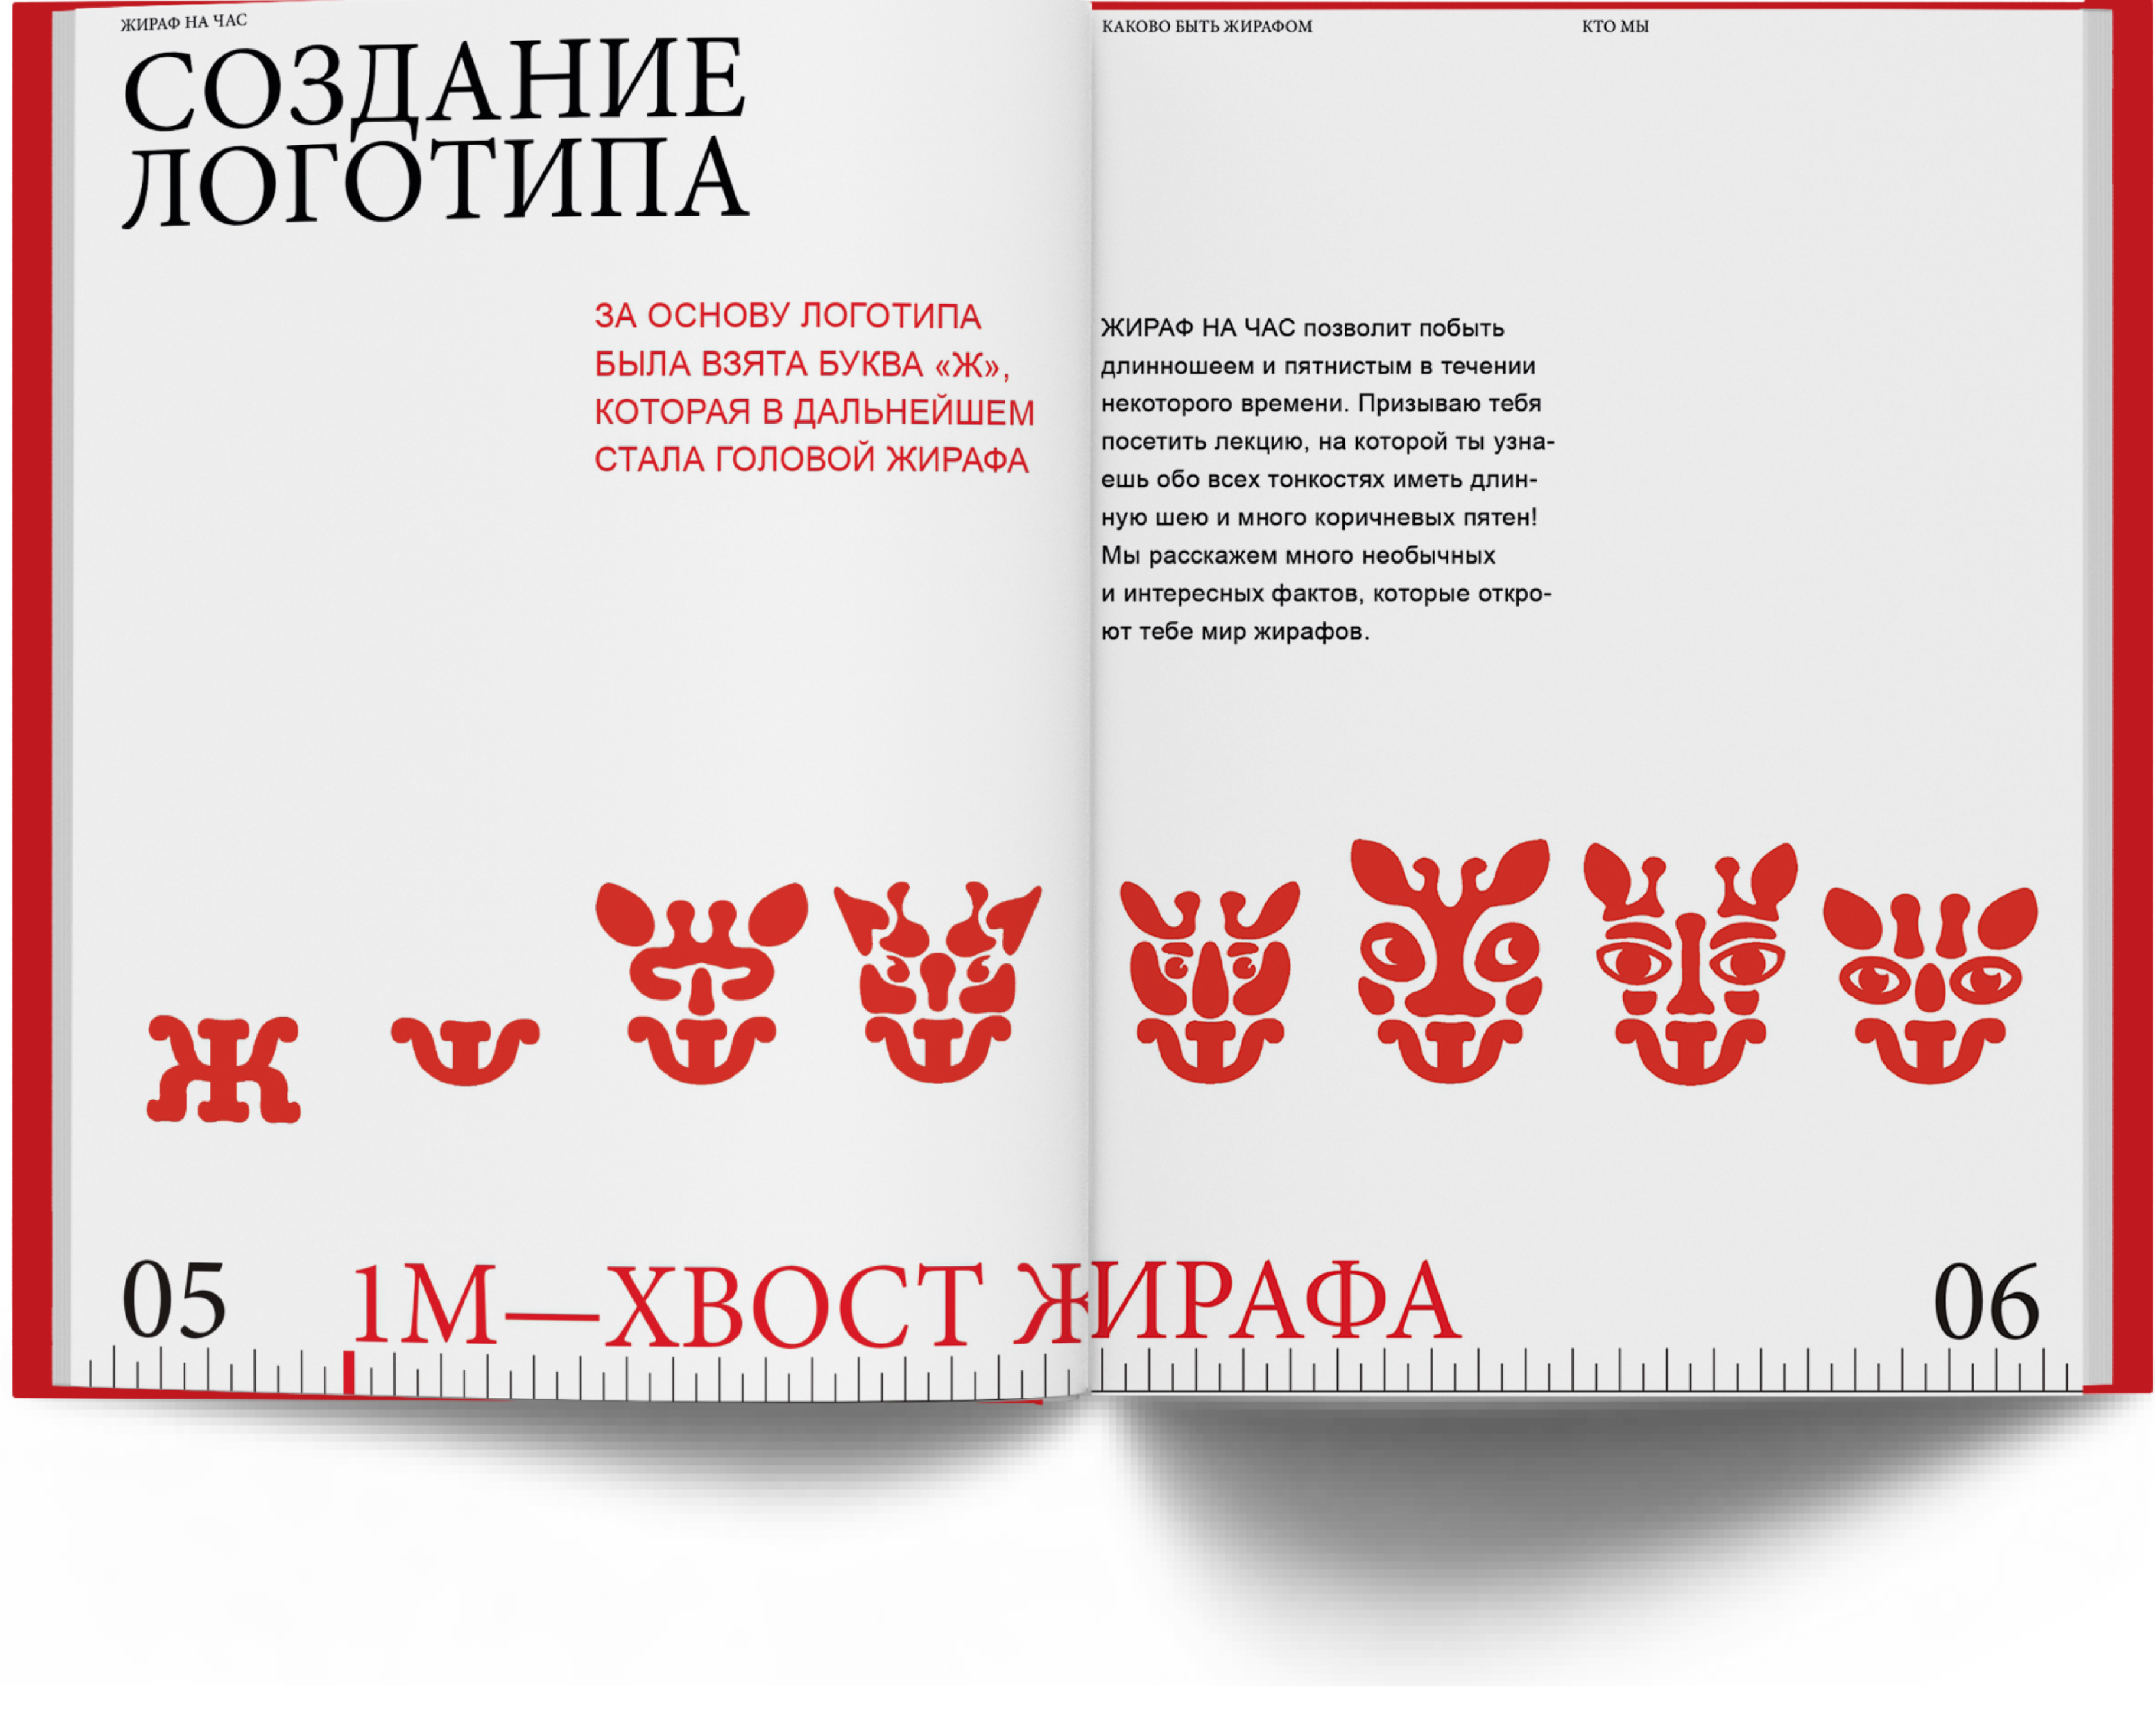 ЖИРАФ НА ЧАС
СОЗДАНИЕ
ЛОГОТИПА
ЗА ОСНОВУ ЛОГОТИПА
БЫЛА ВЗЯТА БУКВА «Ж»,
КОТОРАЯ В ДАЛЬНЕЙШЕМ
СТАЛА ГОЛОВОЙ ЖИРАФА
КАКОВО БЫТЬ ЖИРАФОМ
КТО МЫ
ЖИРАФ НА ЧАС позволит побыть
длинношеем и пятнистым в течении
некоторого времени. Призываю тебя
посетить лекцию, на которой ты узна-
ешь обо всех тонкостях иметь длин-
ную шею и много коричневых пятен!
Мы расскажем много необычных
и интересных фактов, которые откро-
ют тебе мир жирафов.
Ж
05
1М—ХВОСТ ЖИРАФА
06